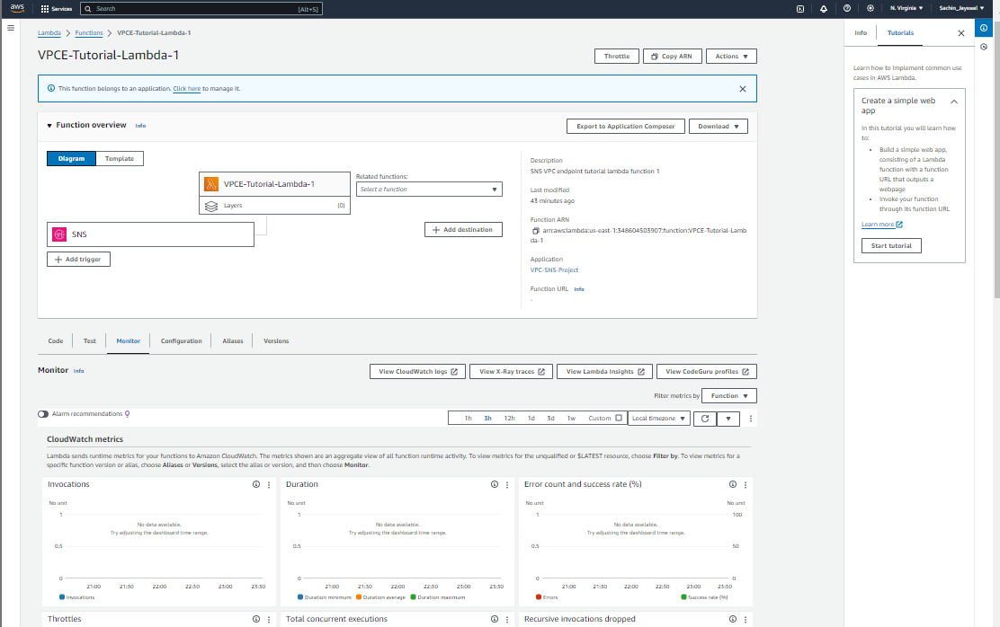 aws
Services
Search
[Alt+S]
N. Virginia ▼
Sachin_Jayswal ▼
Lambda > Functions > VPCE-Tutorial-Lambda-1
VPCE-Tutorial-Lambda-1
Throttle
Copy ARN
Actions ▼
This function belongs to an application. Click here to manage it.
▼ Function overview Info
Export to Application Composer
Download ▼
Diagram
Template
VPCE-Tutorial-Lambda-1
Layers
(0)
Related functions:
Select a function
SNS
+ Add trigger
+ Add destination
Description
SNS VPC endpoint tutorial lambda function 1
Last modified
43 minutes ago
Function ARN
arn:aws:lambda:us-east-1:348604503907:function:VPCE-Tutorial-Lamb
da-1
Application
VPC-SNS-Project
Function URL Info
-
Code
Test
Monitor
Configuration
Aliases
Versions
Monitor Info
View CloudWatch logs
View X-Ray traces
View Lambda Insights
View CodeGuru profiles
Filter metrics by
Function ▼
Alarm recommendations
1h
3h
12h
1d
3d
1w
Custom
Local timezone ▼
CloudWatch metrics
Lambda sends runtime metrics for your functions to Amazon CloudWatch. The metrics shown are an aggregate view of all function runtime activity. To view metrics for the unqualified or $LATEST resource, choose Filter by. To view metrics for a
specific function version or alias, choose Aliases or Versions, select the alias or version, and then choose Monitor.
Invocations
No unit
1
No data available.
Try adjusting the dashboard time range.
0.5
0
21:00 21:30 22:00 22:30 23:00 23:30
Invocations
Duration
No unit
1
No data available.
Try adjusting the dashboard time range.
0.5
0
21:00 21:30 22:00 22:30 23:00 23:30
Duration minimum Duration average Duration maximum
Error count and success rate (%)
No unit No unit
1 100
No data available.
Try adjusting the dashboard time range.
0.5 50
0 0
21:00 21:30 22:00 22:30 23:00 23:30
Errors Success rate (%)
Throttles
Total concurrent executions
Recursive invocations dropped
Info
Tutorials
Learn how to implement common use
cases in AWS Lambda.
Create a simple web
app
In this tutorial you will learn how
to:
• Build a simple web app,
consisting of a Lambda
function with a function
URL that outputs a
webpage
• Invoke your function
through its function URL
Learn more
Start tutorial